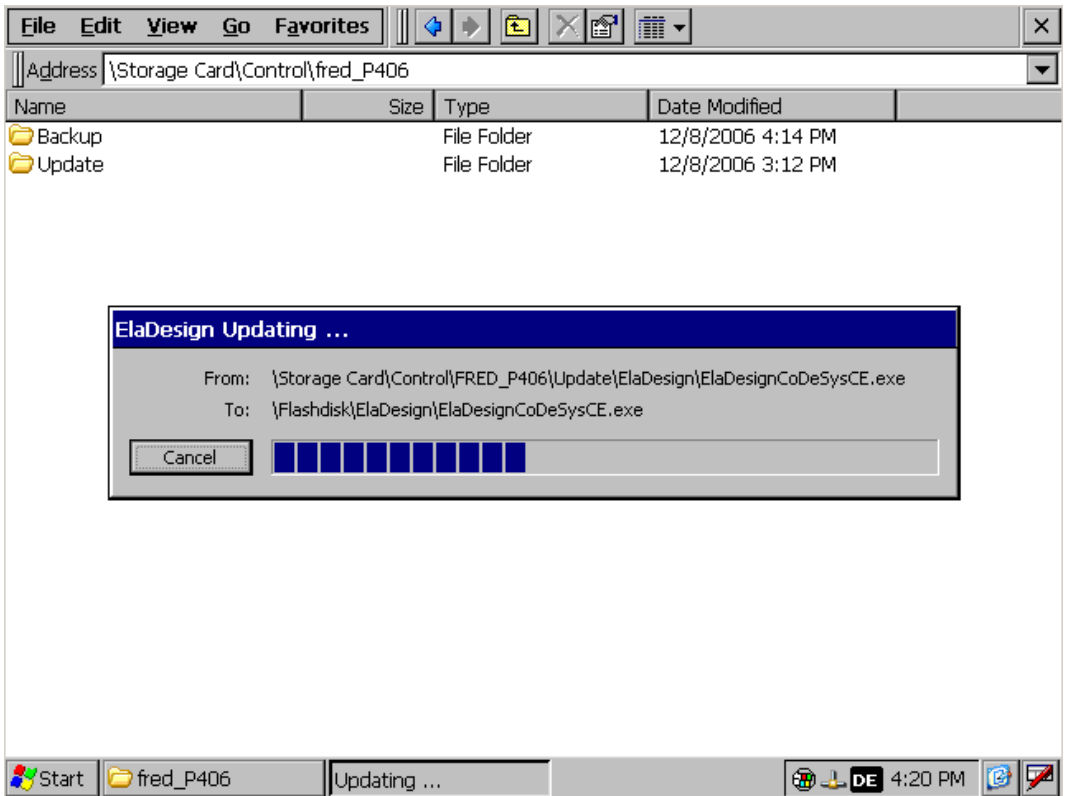 File Edit View Go Favorites
Address \Storage Card\Control\fred_P406
Name Size Type Date Modified
Backup File Folder 12/8/2006 4:14 PM
Update File Folder 12/8/2006 3:12 PM
ElaDesign Updating ...
From: \Storage Card\Control\FRED_P406\Update\ElaDesign\ElaDesignCoDeSysCE.exe
To: \Flashdisk\ElaDesign\ElaDesignCoDeSysCE.exe
Cancel
Start fred_P406 Updating ... DE 4:20 PM